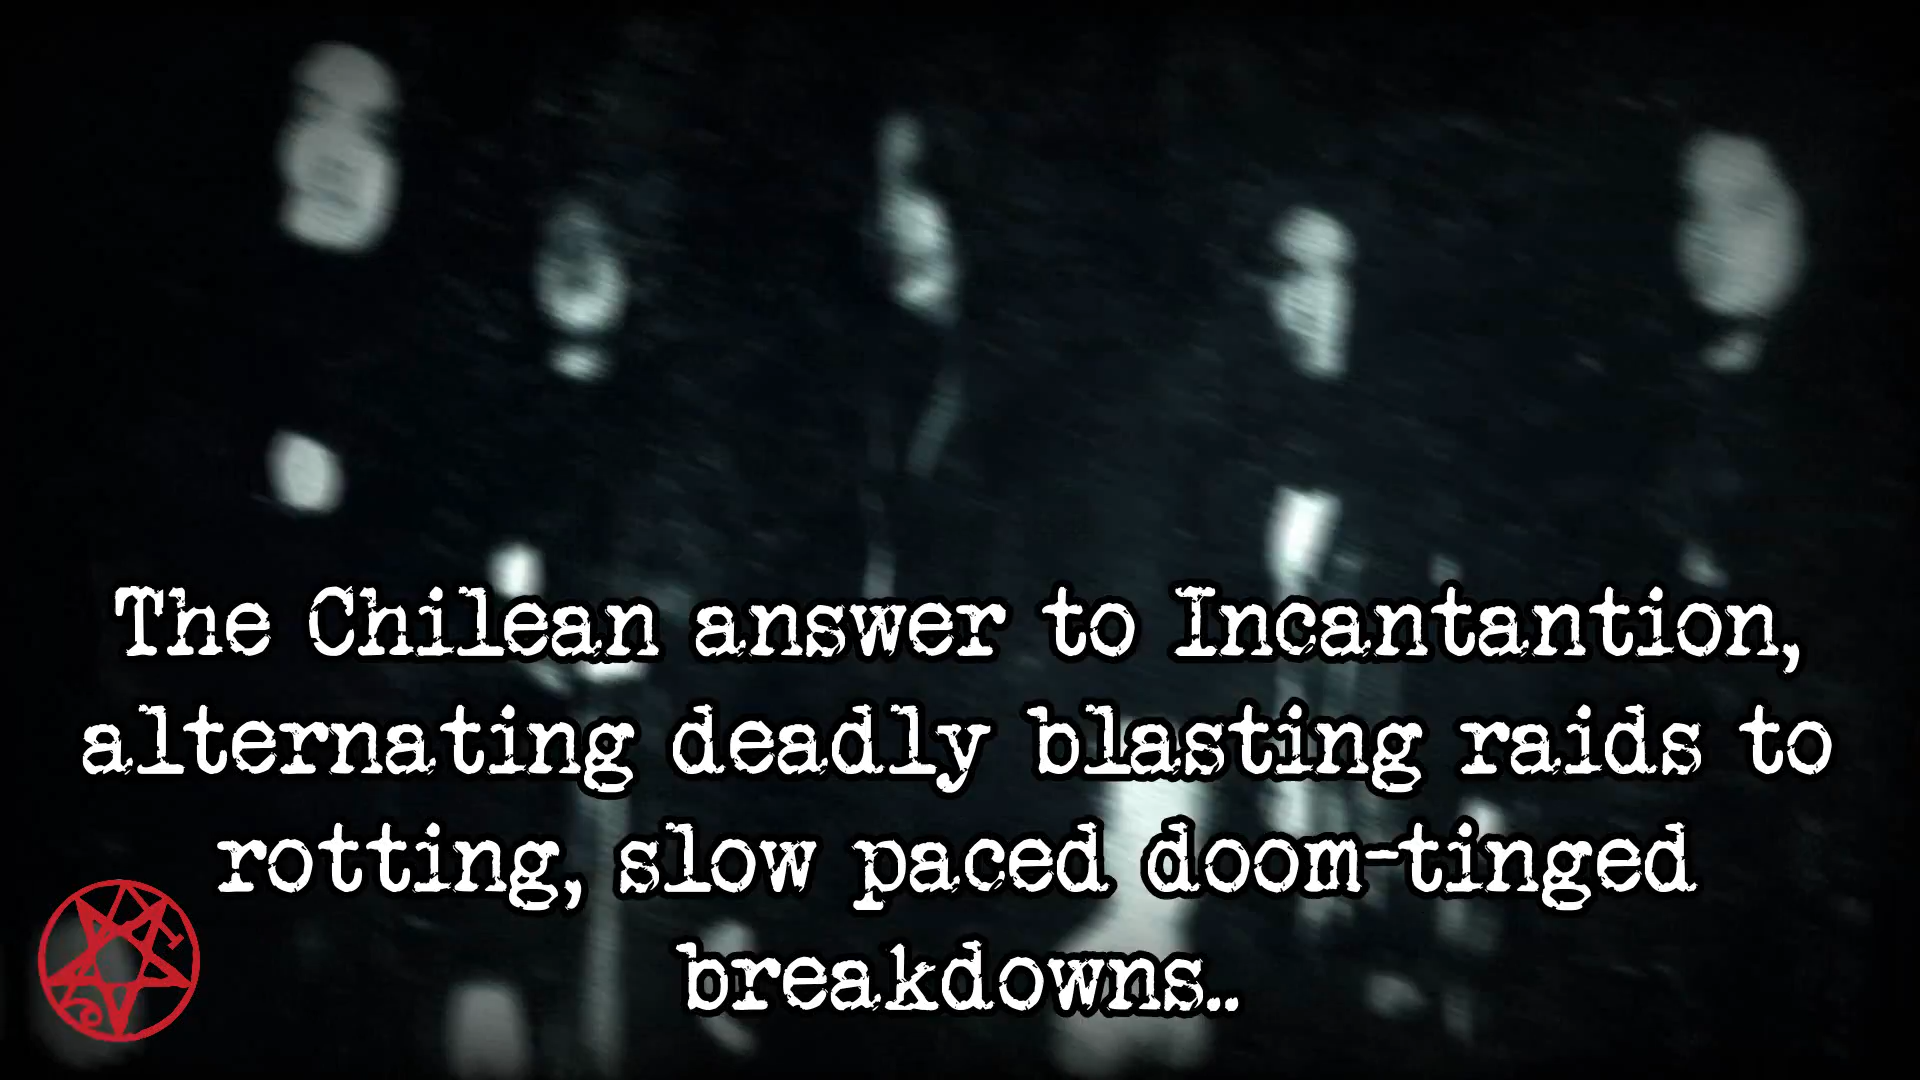 The Chilean answer to Incantantion,
alternating deadly blasting raids to
rotting, slow paced doom-tinged
breakdowns..